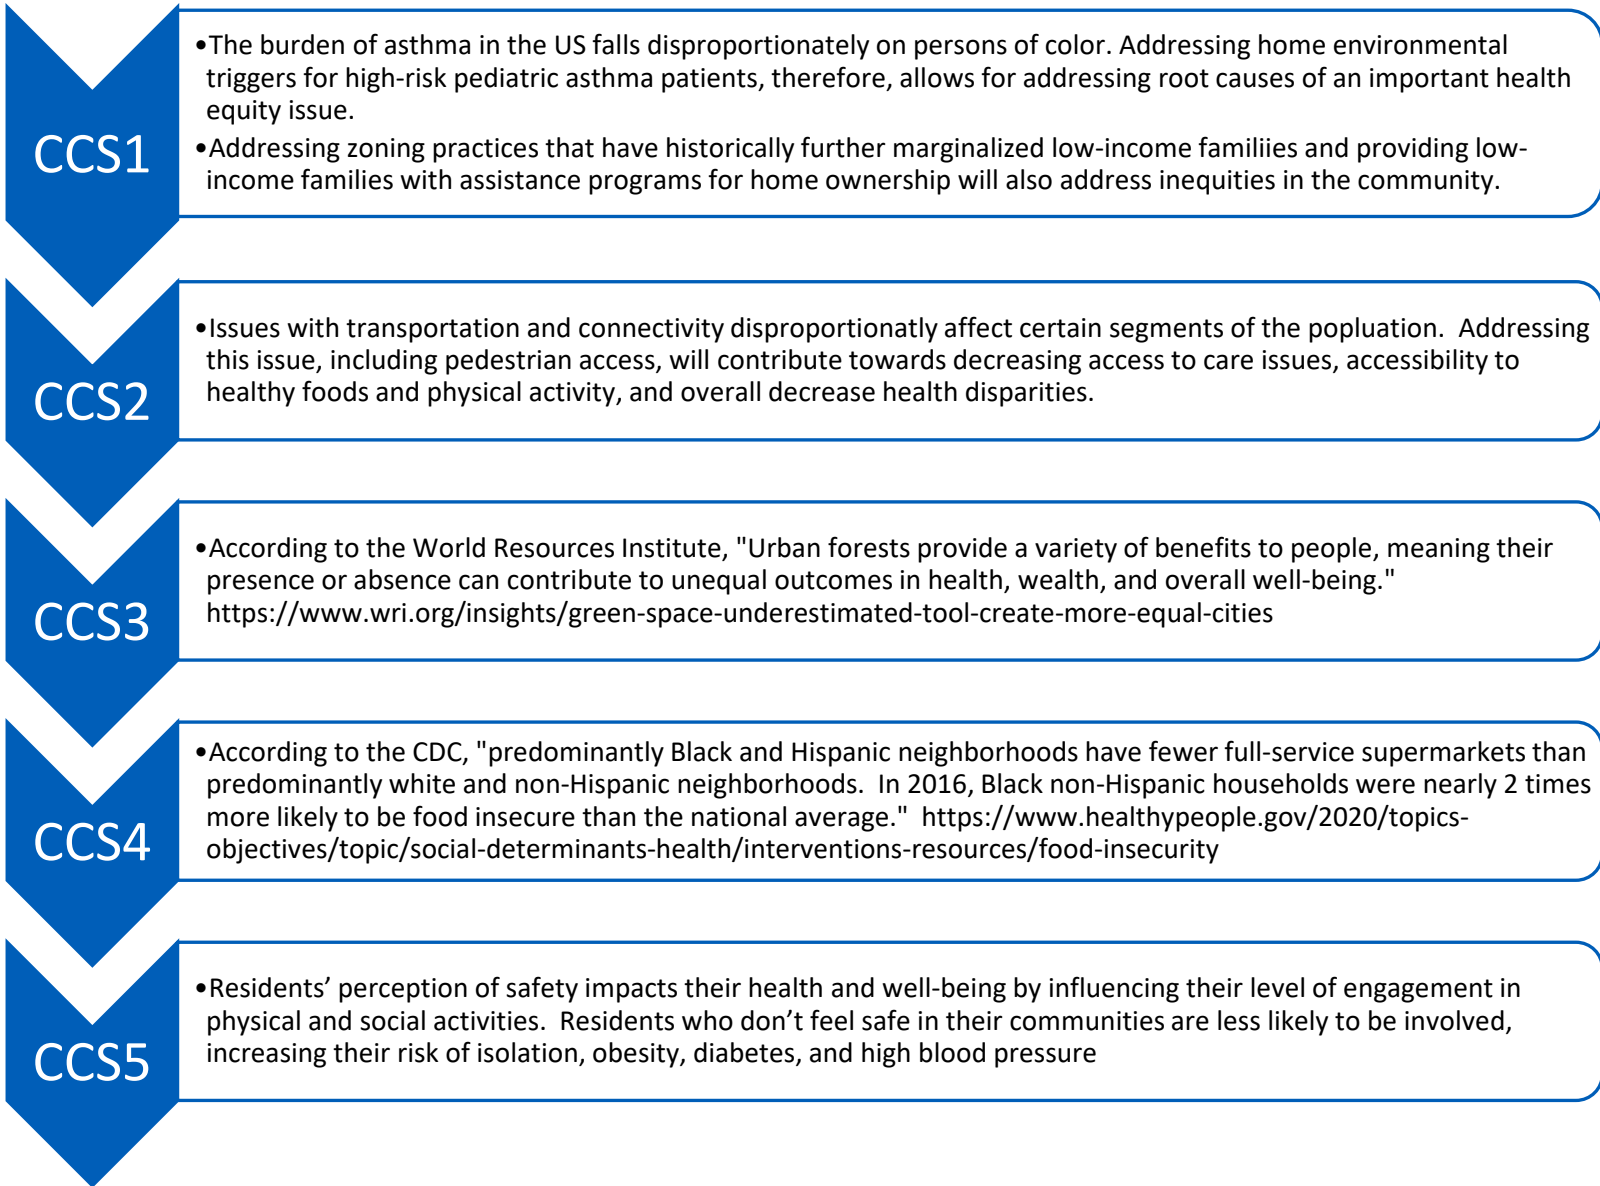 CCS1
•The burden of asthma in the US falls disproportionately on persons of color. Addressing home environmental
triggers for high-risk pediatric asthma patients, therefore, allows for addressing root causes of an important health
equity issue.
•Addressing zoning practices that have historically further marginalized low-income familiies and providing low-
income families with assistance programs for home ownership will also address inequities in the community.
CCS2
•Issues with transportation and connectivity disproportionatly affect certain segments of the popluation.  Addressing
this issue, including pedestrian access, will contribute towards decreasing access to care issues, accessibility to
healthy foods and physical activity, and overall decrease health disparities.
CCS3
•According to the World Resources Institute, "Urban forests provide a variety of benefits to people, meaning their
presence or absence can contribute to unequal outcomes in health, wealth, and overall well-being."
https://www.wri.org/insights/green-space-underestimated-tool-create-more-equal-cities
CCS4
•According to the CDC, "predominantly Black and Hispanic neighborhoods have fewer full-service supermarkets than
predominantly white and non-Hispanic neighborhoods.  In 2016, Black non-Hispanic households were nearly 2 times
more likely to be food insecure than the national average."  https://www.healthypeople.gov/2020/topics-
objectives/topic/social-determinants-health/interventions-resources/food-insecurity
CCS5
•Residents’ perception of safety impacts their health and well-being by influencing their level of engagement in
physical and social activities.  Residents who don’t feel safe in their communities are less likely to be involved,
increasing their risk of isolation, obesity, diabetes, and high blood pressure